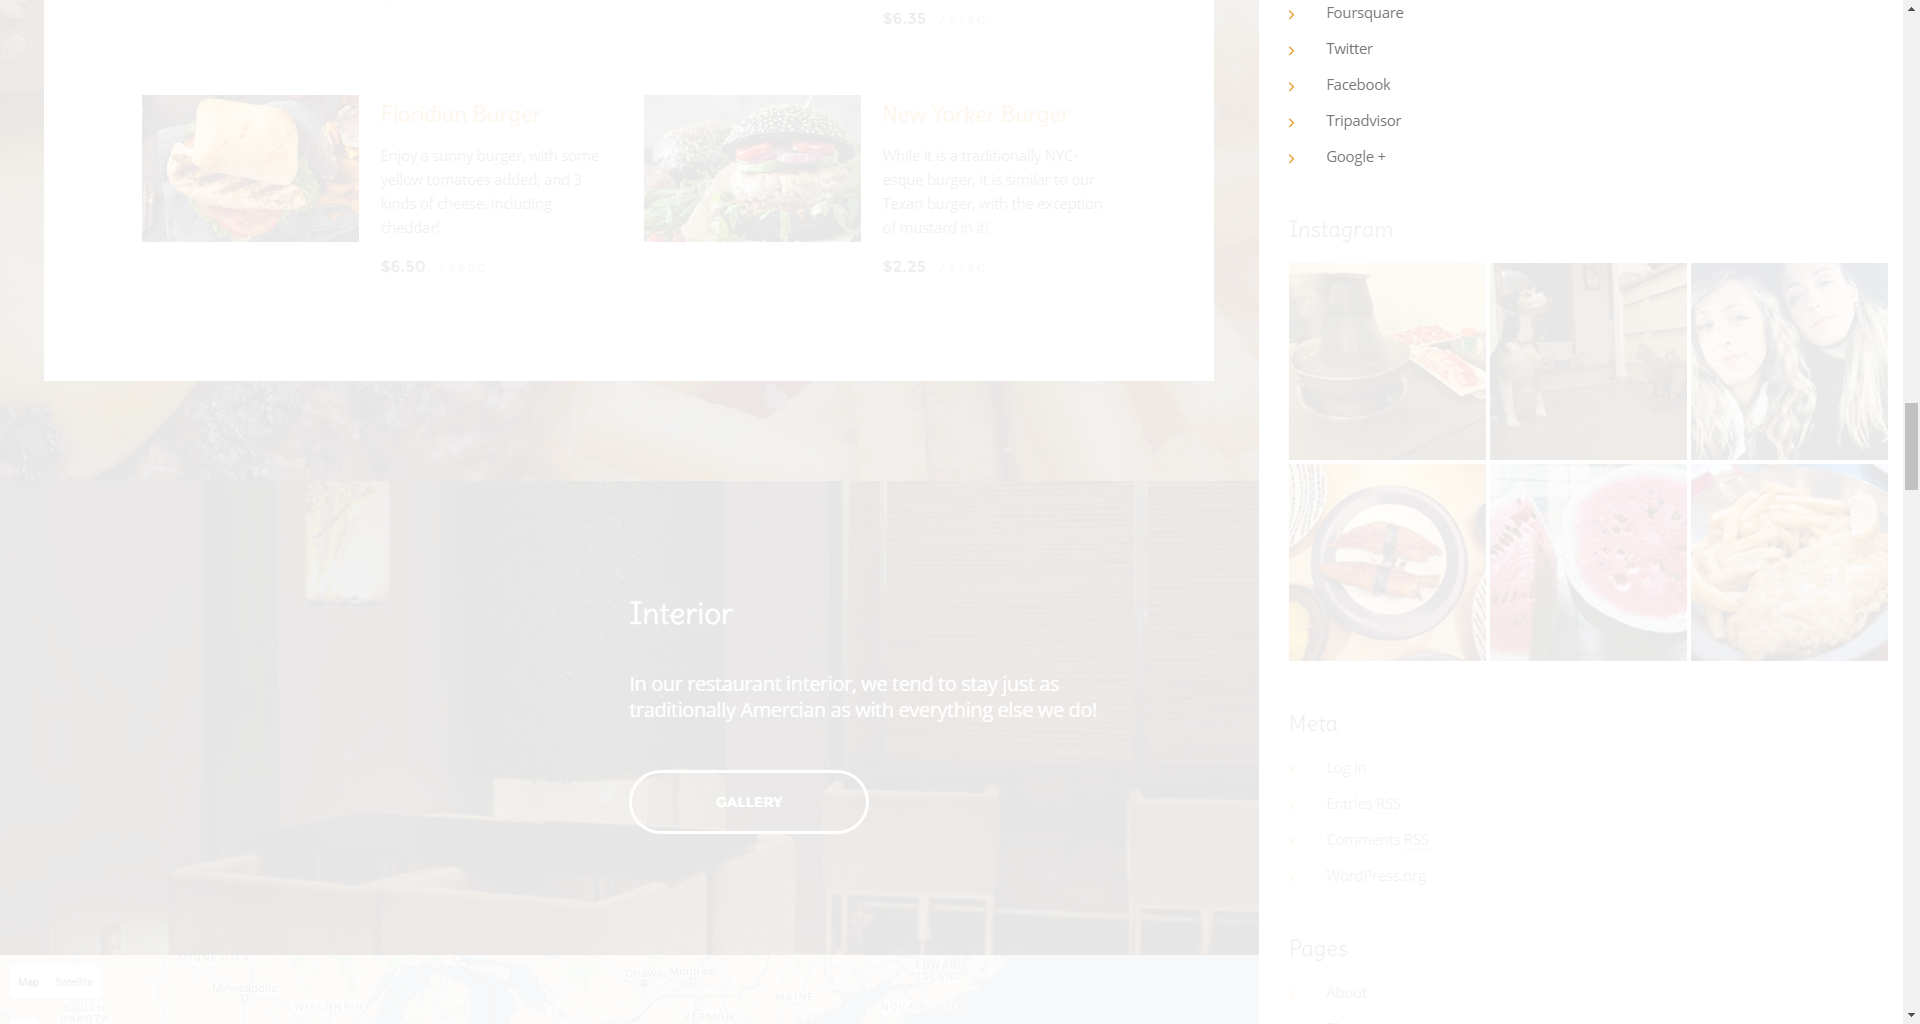 $6.35 / 540G
Floridian Burger
Enjoy a sunny burger, with some
yellow tomatoes added, and 3
kinds of cheese, including
cheddar!
$6.50
New Yorker Burger
While it is a traditionally NYC-
esque burger, it is similar to our
Texan burger, with the exception
of mustard in it!
$2.25
Interior
In our restaurant interior, we tend to stay just as
traditionally Amercian as with everything else we do!
GALLERY
Map Satellite
MINNESOTA
Minneapolis
WISCONSIN
SOUTH
DAKOTA
Ottawa
Montreal
MAINE
VERMONT
EDWARD
ISLAND
NOVA SCOTIA
Foursquare
Twitter
Facebook
Tripadvisor
Google +
Instagram
Meta
Log in
Entries RSS
Comments RSS
WordPress.org
Pages
About